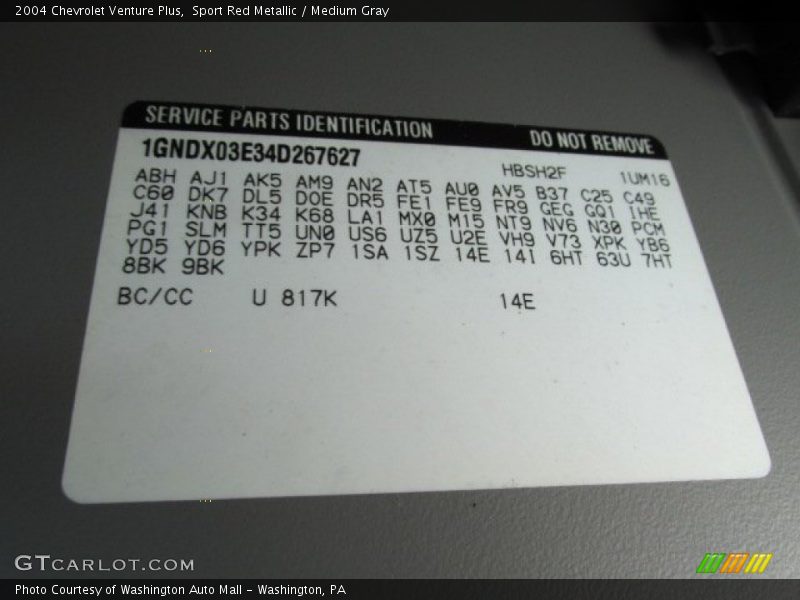 2004 Chevrolet Venture Plus,  Sport Red Metallic / Medium Gray
SERVICE PARTS IDENTIFICATION DO NOT REMOVE
1GNDX03E34D267627 HBSH2F 1UM16
ABH AJ1 AK5 AM9 AN2 AT5 AU0 AV5 B37 C25 C49
C60 DK7 DL5 DOE DR5 FE1 FE9 FR9 GEG GQ1 IHE
J41 KNB K34 K68 LA1 MX0 M15 NT9 NV6 N30 PCM
PG1 SLM TT5 UN0 US6 UZ5 U2E VH9 V73 XPK YB6
YD5 YD6 YPK ZP7 1SA 1SZ 14E 14I 6HT 63U 7HT
8BK 9BK
BC/CC U 817K 14E
GTCARLOT.COM
Photo Courtesy of Washington Auto Mall - Washington, PA